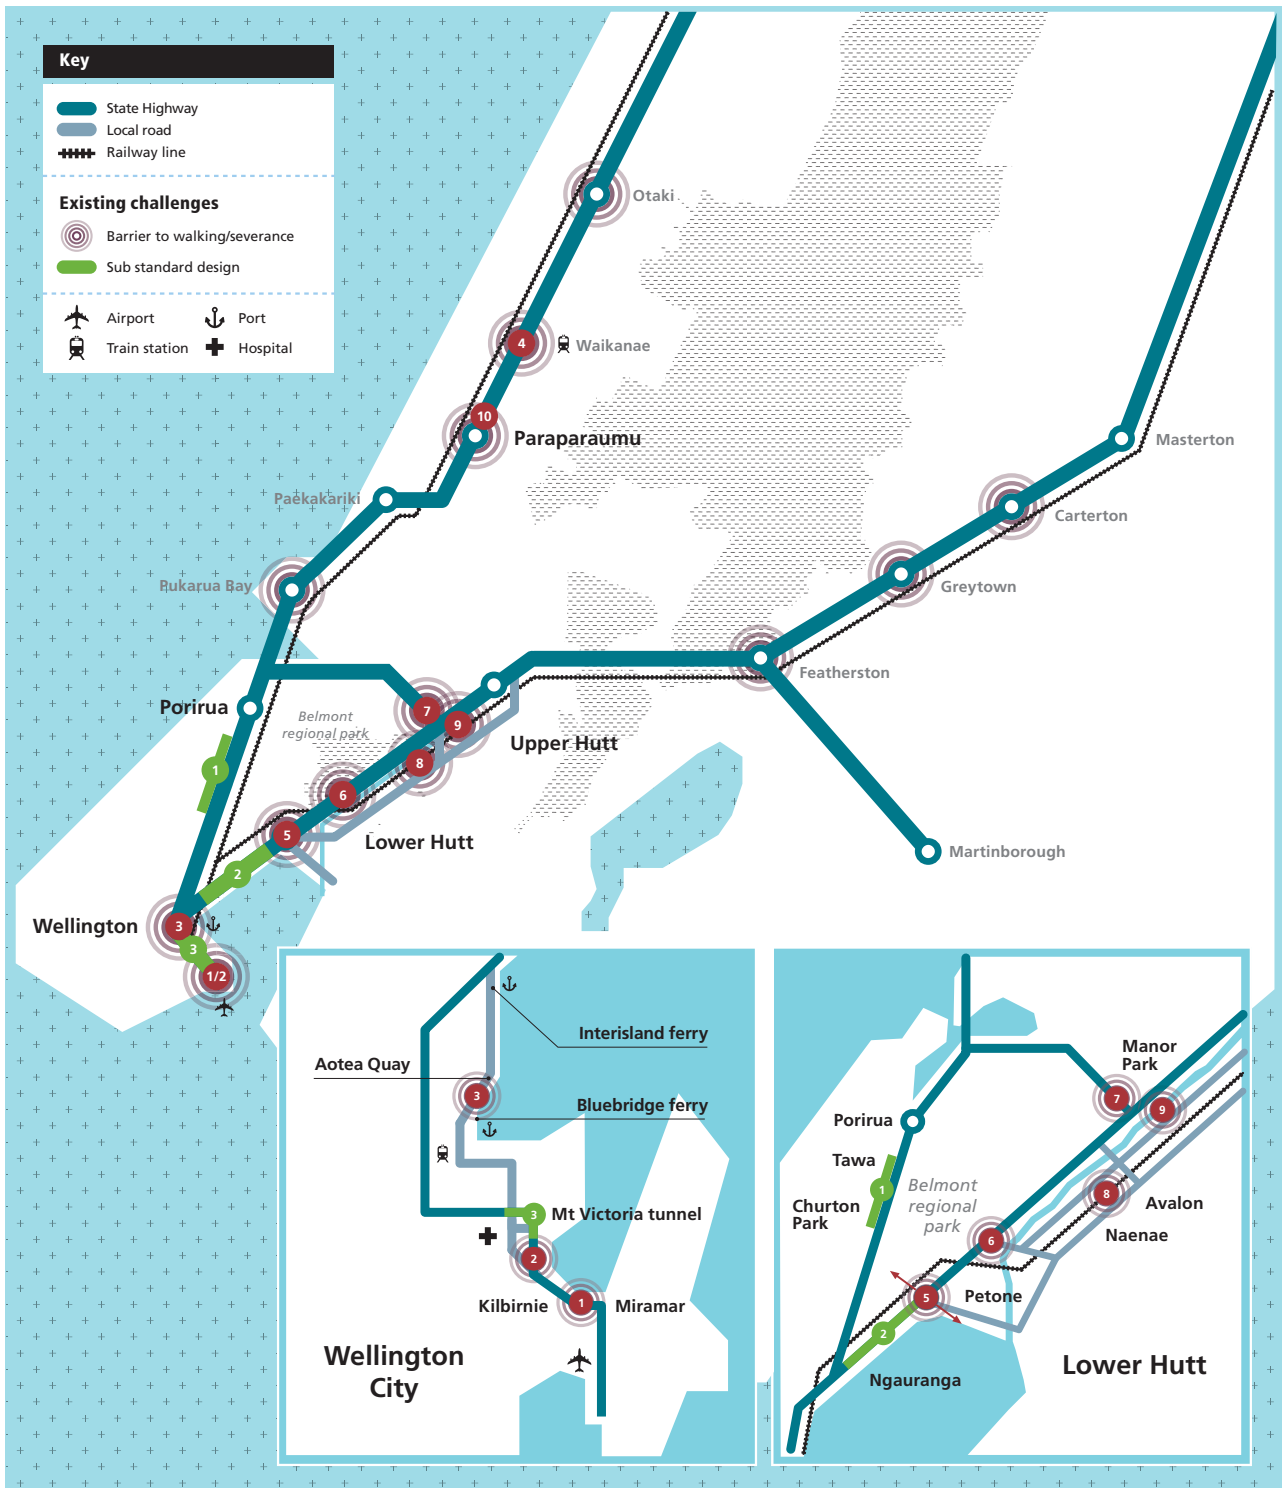 Key
State Highway
Local road
Railway line
Existing challenges
Barrier to walking/severance
Sub standard design
Airport
Port
Train station
Hospital
Otaki
4
Waikanae
10
Paraparaumu
Masterton
Paekakariki
Carterton
Pukarua Bay
Greytown
Featherston
Porirua
7
Belmont
regional park
9
Upper Hutt
8
1
6
5
Lower Hutt
2
Martinborough
Wellington
3
3
1/2
Interisland ferry
Aotea Quay
3
Bluebridge ferry
3
Mt Victoria tunnel
2
Kilbirnie
1
Miramar
Wellington
City
Manor
Park
7
9
Porirua
Tawa
1
Belmont
regional
park
8
Avalon
Churton
Park
Naenae
6
5
Petone
2
Ngauranga
Lower Hutt